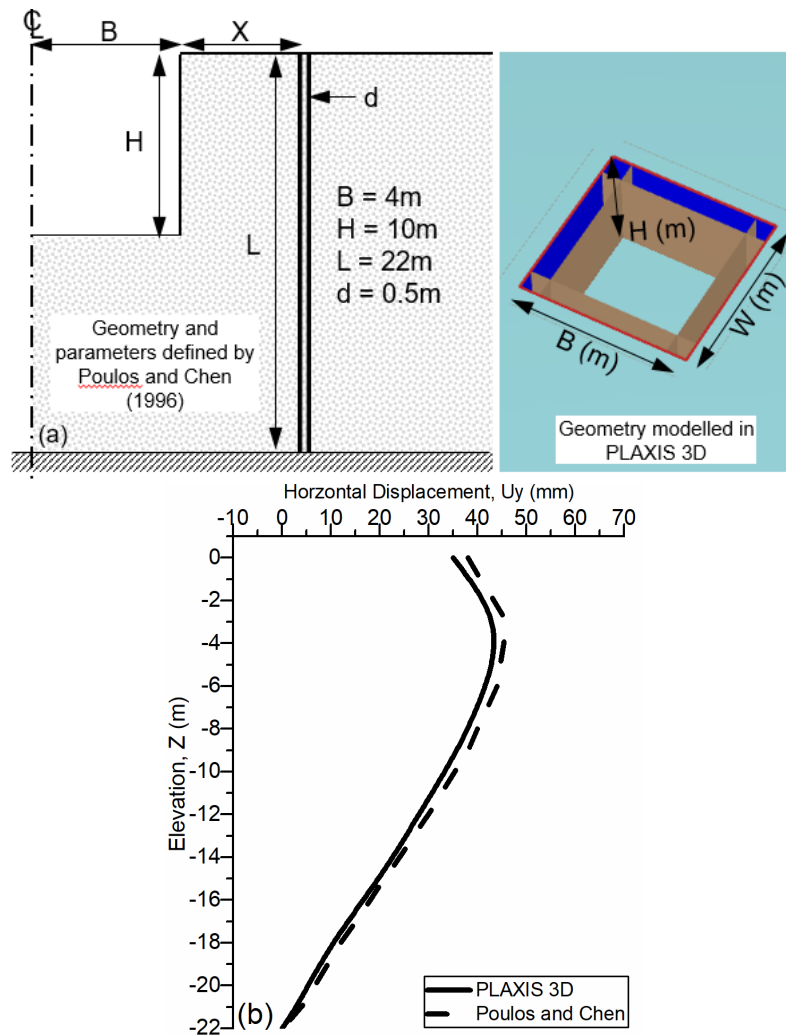 ℄
B
X
H
L
d
B = 4m
H = 10m
L = 22m
d = 0.5m
Geometry and
parameters defined by
Poulos and Chen
(1996)
(a)
H (m)
W (m)
B (m)
Geometry modelled in
PLAXIS 3D
Horzontal Displacement, Uy (mm)
-10 0 10 20 30 40 50 60 70
Elevation, Z (m)
0
-2
-4
-6
-8
-10
-12
-14
-16
-18
-20
-22
(b)
PLAXIS 3D
Poulos and Chen